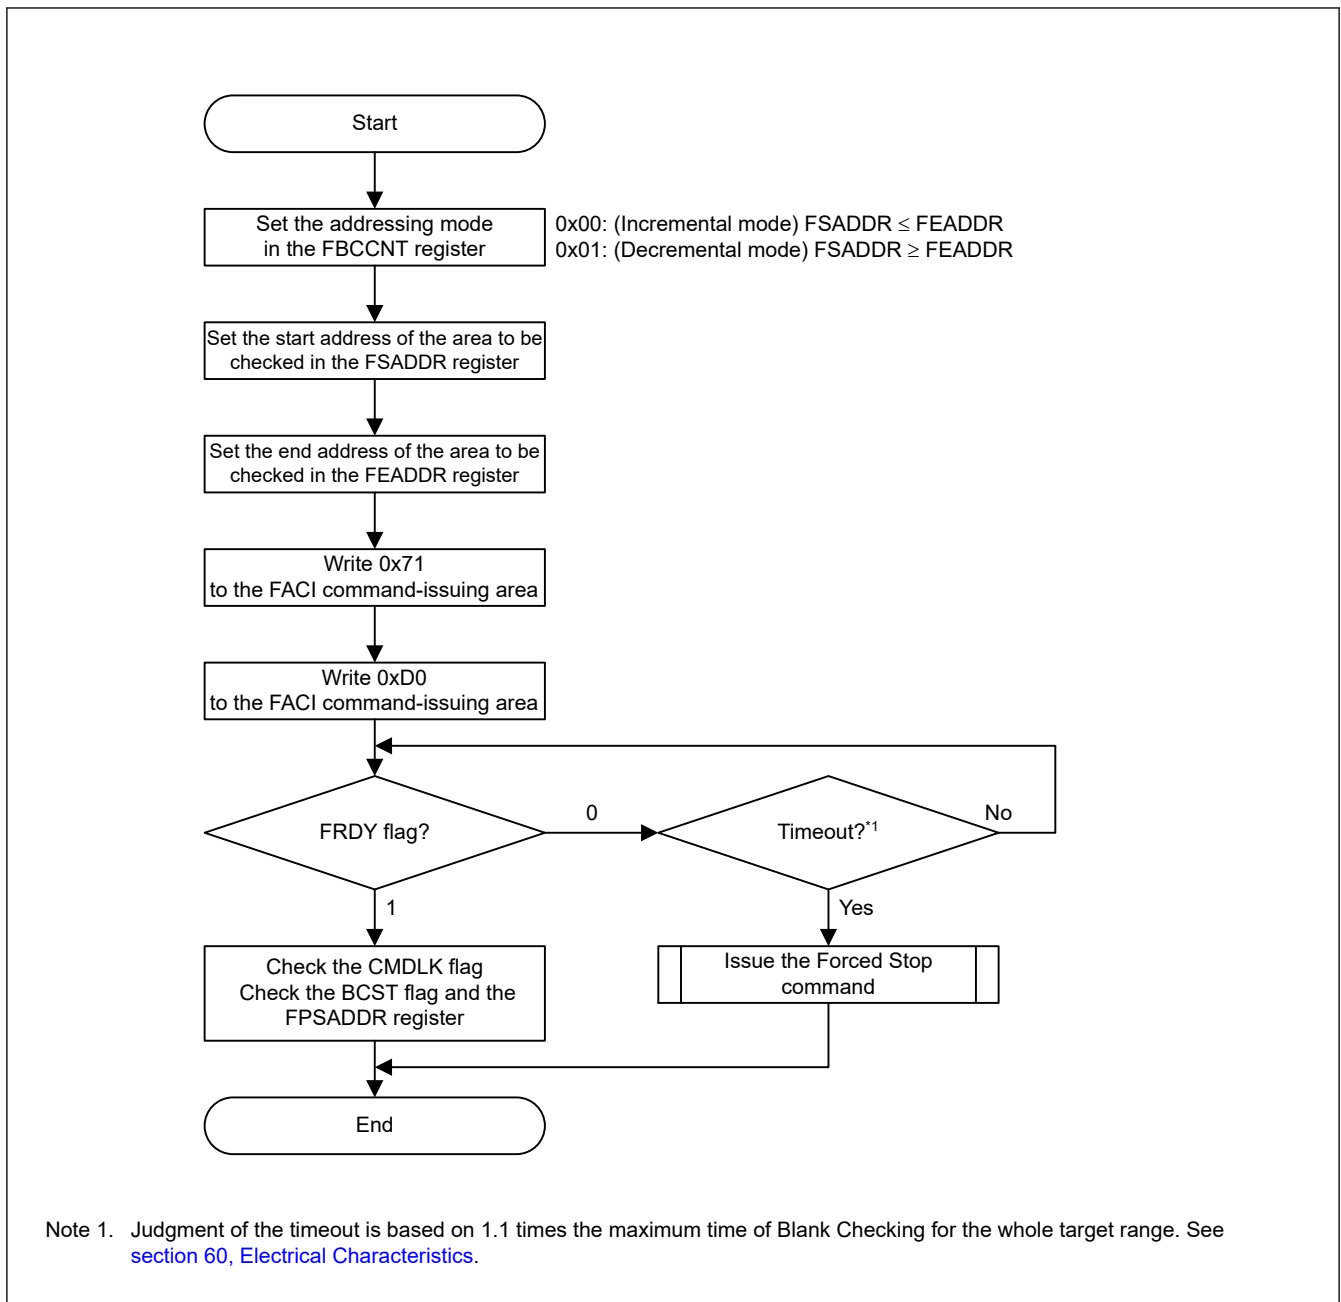 Start
Set the addressing mode
in the FBCCNT register
0x00: (Incremental mode) FSADDR ≤ FEADDR
0x01: (Decremental mode) FSADDR ≥ FEADDR
Set the start address of the area to be
checked in the FSADDR register
Set the end address of the area to be
checked in the FEADDR register
Write 0x71
to the FACI command-issuing area
Write 0xD0
to the FACI command-issuing area
FRDY flag?
0
Timeout?*1
No
1
Yes
Check the CMDLK flag
Check the BCST flag and the
FPSADDR register
Issue the Forced Stop
command
End
Note 1. Judgment of the timeout is based on 1.1 times the maximum time of Blank Checking for the whole target range. See
section 60, Electrical Characteristics.